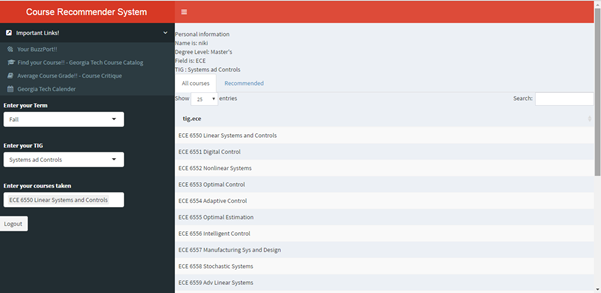 Course Recommender System
Important Links!
Your BuzzPort!!
Find your Course!! - Georgia Tech Course Catalog
Average Course Grade!! - Course Critique
Georgia Tech Calender
Enter your Term
Fall
Enter your TIG
Systems ad Controls
Enter your courses taken
ECE 6550 Linear Systems and Controls
Logout
Personal information
Name is: niki
Degree Level: Master's
Field is: ECE
TIG : Systems ad Controls
All courses Recommended
Show 25 entries Search:
tig.ece
ECE 6550 Linear Systems and Controls
ECE 6551 Digital Control
ECE 6552 Nonlinear Systems
ECE 6553 Optimal Control
ECE 6554 Adaptive Control
ECE 6555 Optimal Estimation
ECE 6556 Intelligent Control
ECE 6557 Manufacturing Sys and Design
ECE 6558 Stochastic Systems
ECE 6559 Adv Linear Systems